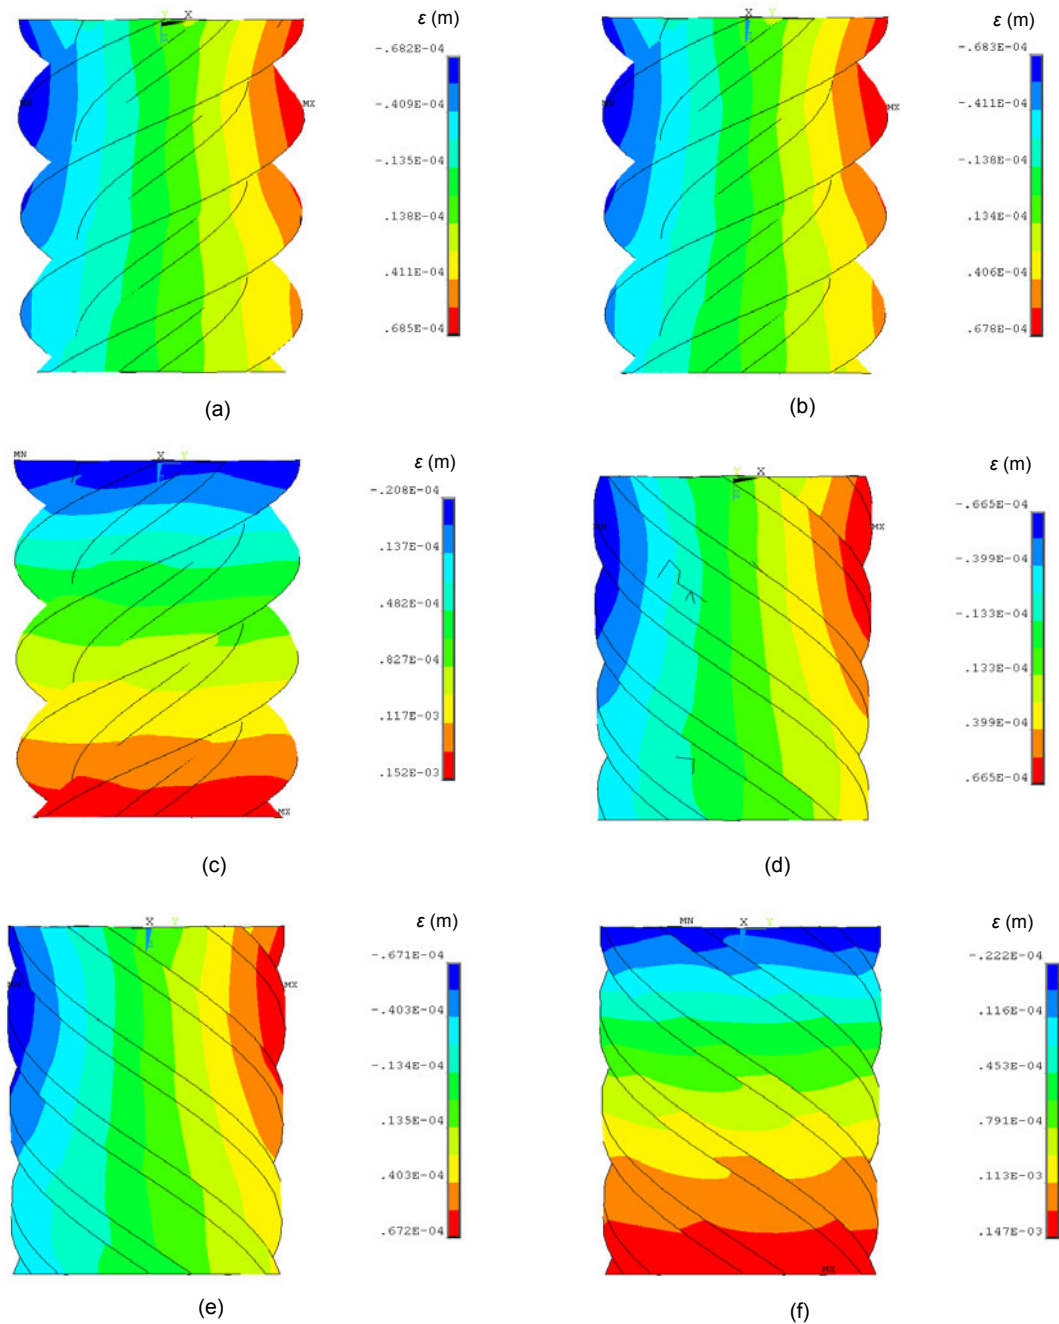 Y X
Z
MN
MX
ε (m)
-.682E-04
-.409E-04
-.135E-04
.138E-04
.411E-04
.685E-04
(a)
X Y
Z
MN
MX
ε (m)
-.683E-04
-.411E-04
-.138E-04
.134E-04
.406E-04
.678E-04
(b)
MN
X Y
Z
MX
ε (m)
-.208E-04
.137E-04
.482E-04
.827E-04
.117E-03
.152E-03
(c)
Y X
Z
MN
MX
ε (m)
-.665E-04
-.399E-04
-.133E-04
.133E-04
.399E-04
.665E-04
(d)
X Y
Z
MN
MX
ε (m)
-.671E-04
-.403E-04
-.134E-04
.135E-04
.403E-04
.672E-04
(e)
MN
X Y
MX
ε (m)
-.222E-04
.116E-04
.453E-04
.791E-04
.113E-03
.147E-03
(f)